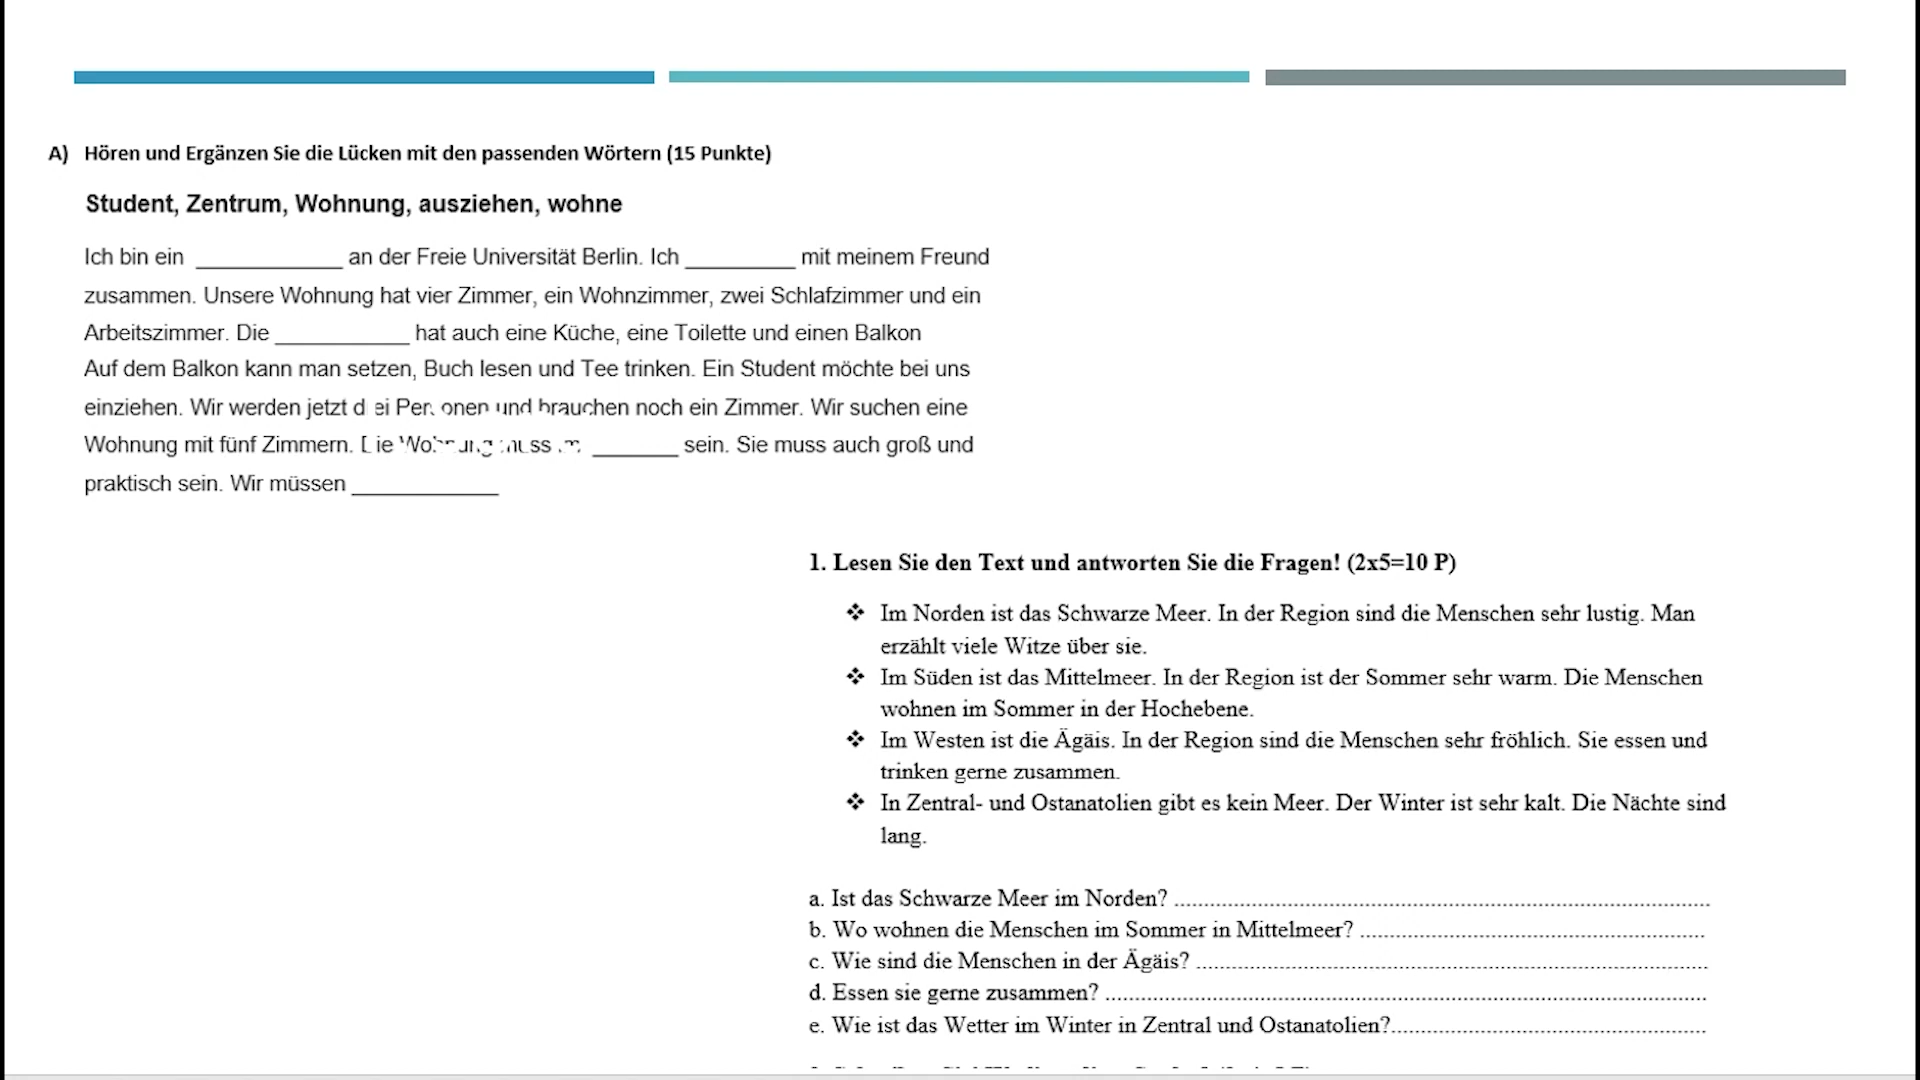 A) Hören und Ergänzen Sie die Lücken mit den passenden Wörtern (15 Punkte)
Student, Zentrum, Wohnung, ausziehen, wohne
Ich bin ein ____________ an der Freie Universität Berlin. Ich _________ mit meinem Freund
zusammen. Unsere Wohnung hat vier Zimmer, ein Wohnzimmer, zwei Schlafzimmer und ein
Arbeitszimmer. Die ___________ hat auch eine Küche, eine Toilette und einen Balkon
Auf dem Balkon kann man setzen, Buch lesen und Tee trinken. Ein Student möchte bei uns
einziehen. Wir werden jetzt drei Personen und brauchen noch ein Zimmer. Wir suchen eine
Wohnung mit fünf Zimmern. Die Wohnung muss _______ sein. Sie muss auch groß und
praktisch sein. Wir müssen ____________
1. Lesen Sie den Text und antworten Sie die Fragen! (2x5=10 P)
❖ Im Norden ist das Schwarze Meer. In der Region sind die Menschen sehr lustig. Man
erzählt viele Witze über sie.
❖ Im Süden ist das Mittelmeer. In der Region ist der Sommer sehr warm. Die Menschen
wohnen im Sommer in der Hochebene.
❖ Im Westen ist die Ägäis. In der Region sind die Menschen sehr fröhlich. Sie essen und
trinken gerne zusammen.
❖ In Zentral- und Ostanatolien gibt es kein Meer. Der Winter ist sehr kalt. Die Nächte sind
lang.
a. Ist das Schwarze Meer im Norden? ....................
b. Wo wohnen die Menschen im Sommer in Mittelmeer? ....................
c. Wie sind die Menschen in der Ägäis? ....................
d. Essen sie gerne zusammen? ....................
e. Wie ist das Wetter im Winter in Zentral und Ostanatolien?....................